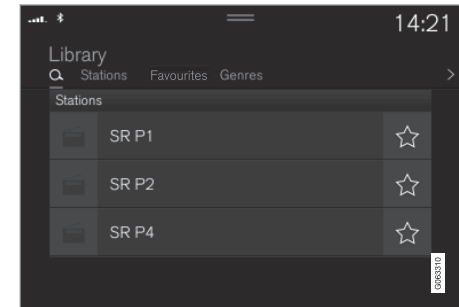 14:21
Library
Stations Favourites Genres
Stations
SR P1
SR P2
SR P4
G063310